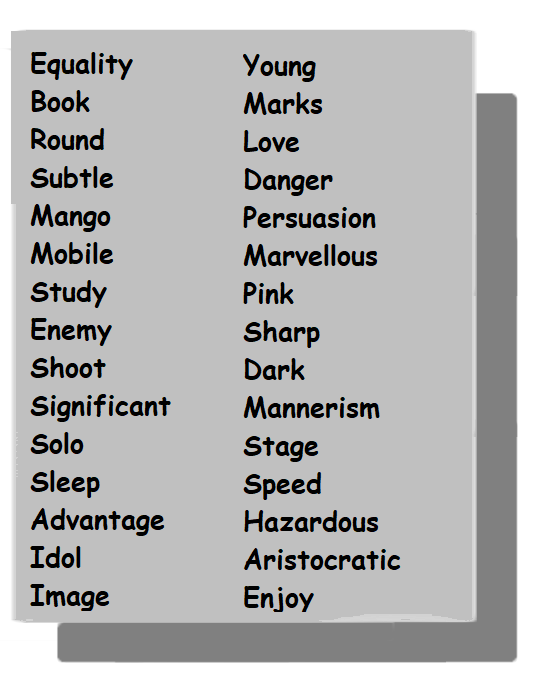 Equality
Book
Round
Subtle
Mango
Mobile
Study
Enemy
Shoot
Significant
Solo
Sleep
Advantage
Idol
Image
Young
Marks
Love
Danger
Persuasion
Marvellous
Pink
Sharp
Dark
Mannerism
Stage
Speed
Hazardous
Aristocratic
Enjoy